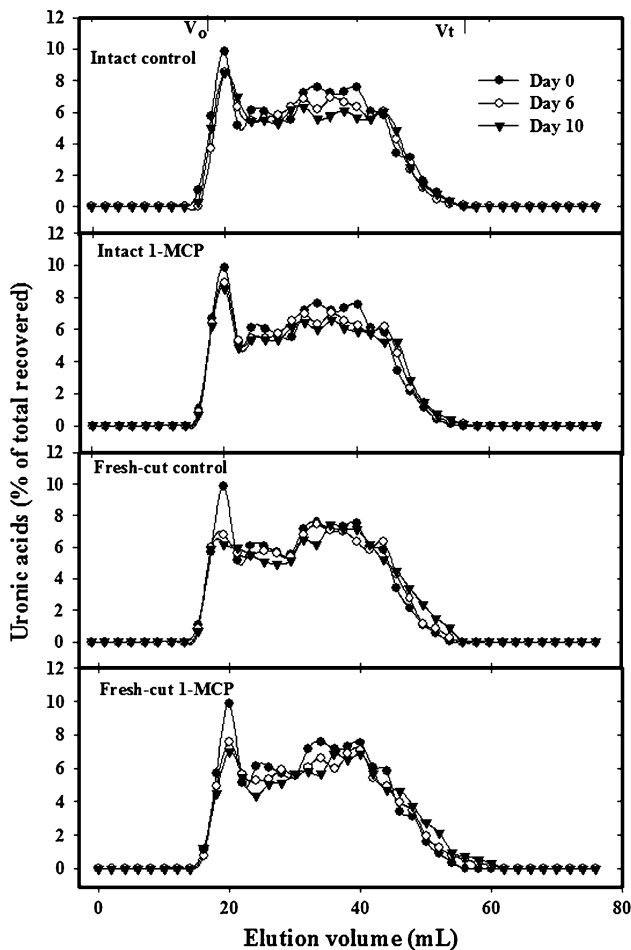 Vo
Vt
12
10
8
6
4
2
0
Intact control
Day 0
Day 6
Day 10
12
10
8
6
4
2
0
Intact 1-MCP
12
10
8
6
4
2
0
Fresh-cut control
12
10
8
6
4
2
0
Fresh-cut 1-MCP
0 20 40 60 80
Elution volume (mL)
Uronic acids (% of total recovered)